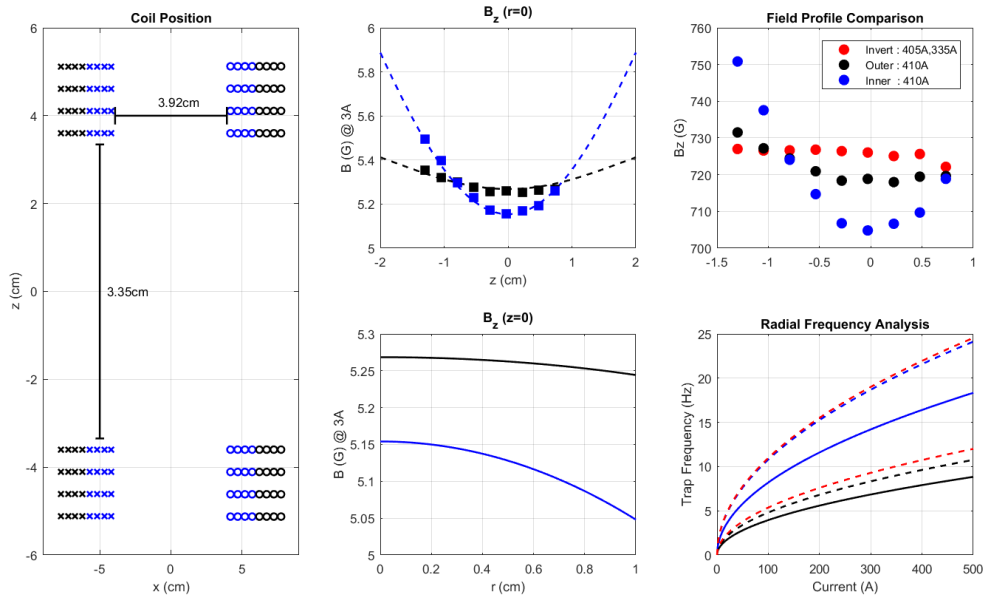 Coil Position
6
4
2
0
-2
-4
-6
z (cm)
-5
0
5
x (cm)
3.92cm
3.35cm
B_z (r=0)
6
5.8
5.6
5.4
5.2
5
B (G) @ 3A
-2
-1
0
1
2
z (cm)
Field Profile Comparison
760
750
740
730
720
710
700
Bz (G)
-1.5
-1
-0.5
0
0.5
1
z (cm)
Invert : 405A,335A
Outer : 410A
Inner : 410A
B_z (z=0)
5.3
5.25
5.2
5.15
5.1
5.05
5
B (G) @ 3A
0
0.2
0.4
0.6
0.8
1
r (cm)
Radial Frequency Analysis
25
20
15
10
5
0
Trap Frequency (Hz)
0
100
200
300
400
500
Current (A)